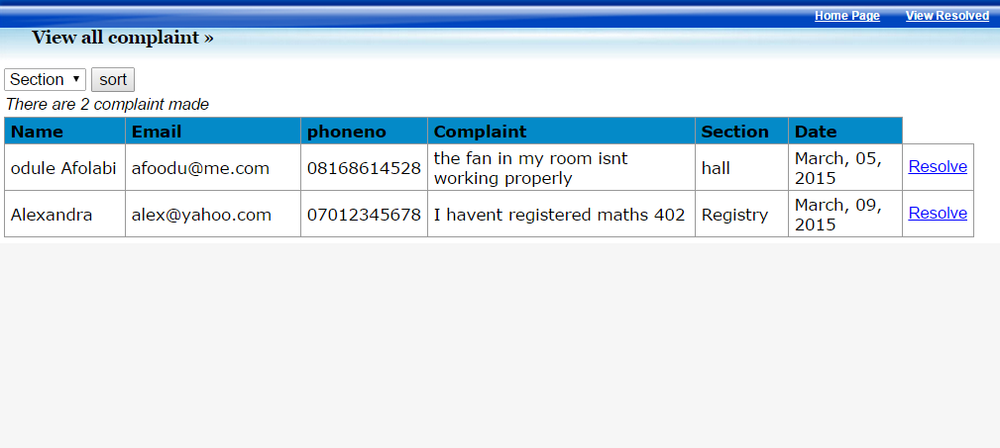 Home Page View Resolved
View all complaint »
Section sort
There are 2 complaint made
Name Email phoneno Complaint Section Date
odule Afolabi afoodu@me.com 08168614528 the fan in my room isnt working properly hall March, 05, 2015 Resolve
Alexandra alex@yahoo.com 07012345678 I havent registered maths 402 Registry March, 09, 2015 Resolve